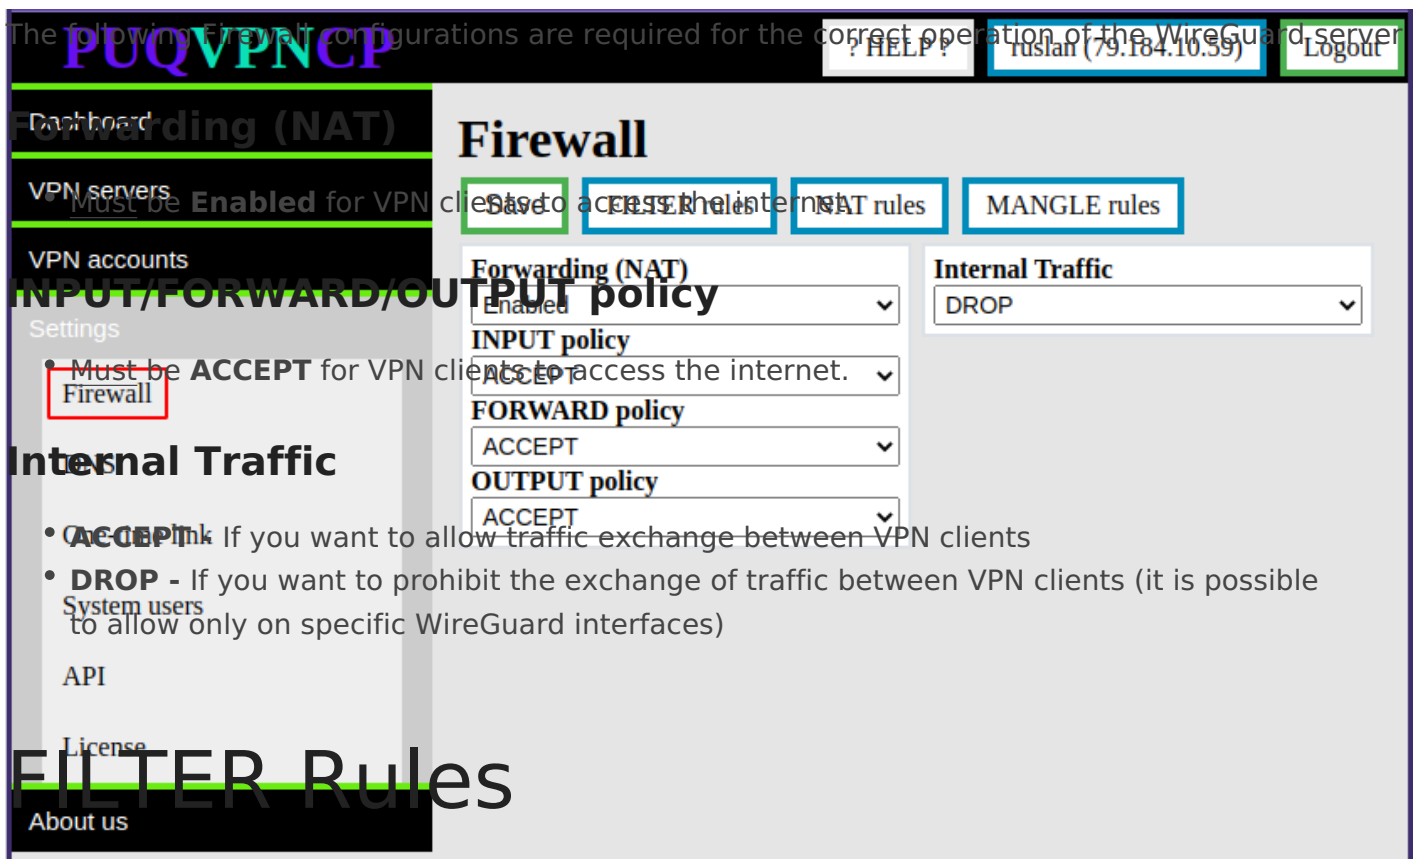 The following Firewall configurations are required for the correct operation of the WireGuard server
PUQVPNCP
? HELP ?
ruslan (79.184.10.59)
Logout
Dashboard
Forwarding (NAT)
Firewall
VPN servers
Must be Enabled for VPN clients to access the internet.
Save
FILTER rules
NAT rules
MANGLE rules
VPN accounts
Forwarding (NAT)
Internal Traffic
INPUT/FORWARD/OUTPUT policy
Enabled
DROP
Settings
INPUT policy
Must be ACCEPT for VPN clients to access the internet.
ACCEPT
Firewall
FORWARD policy
ACCEPT
Internal Traffic
DNS
OUTPUT policy
ACCEPT
One-time link
ACCEPT - If you want to allow traffic exchange between VPN clients
DROP - If you want to prohibit the exchange of traffic between VPN clients (it is possible
System users
to allow only on specific WireGuard interfaces)
API
License
FILTER Rules
About us